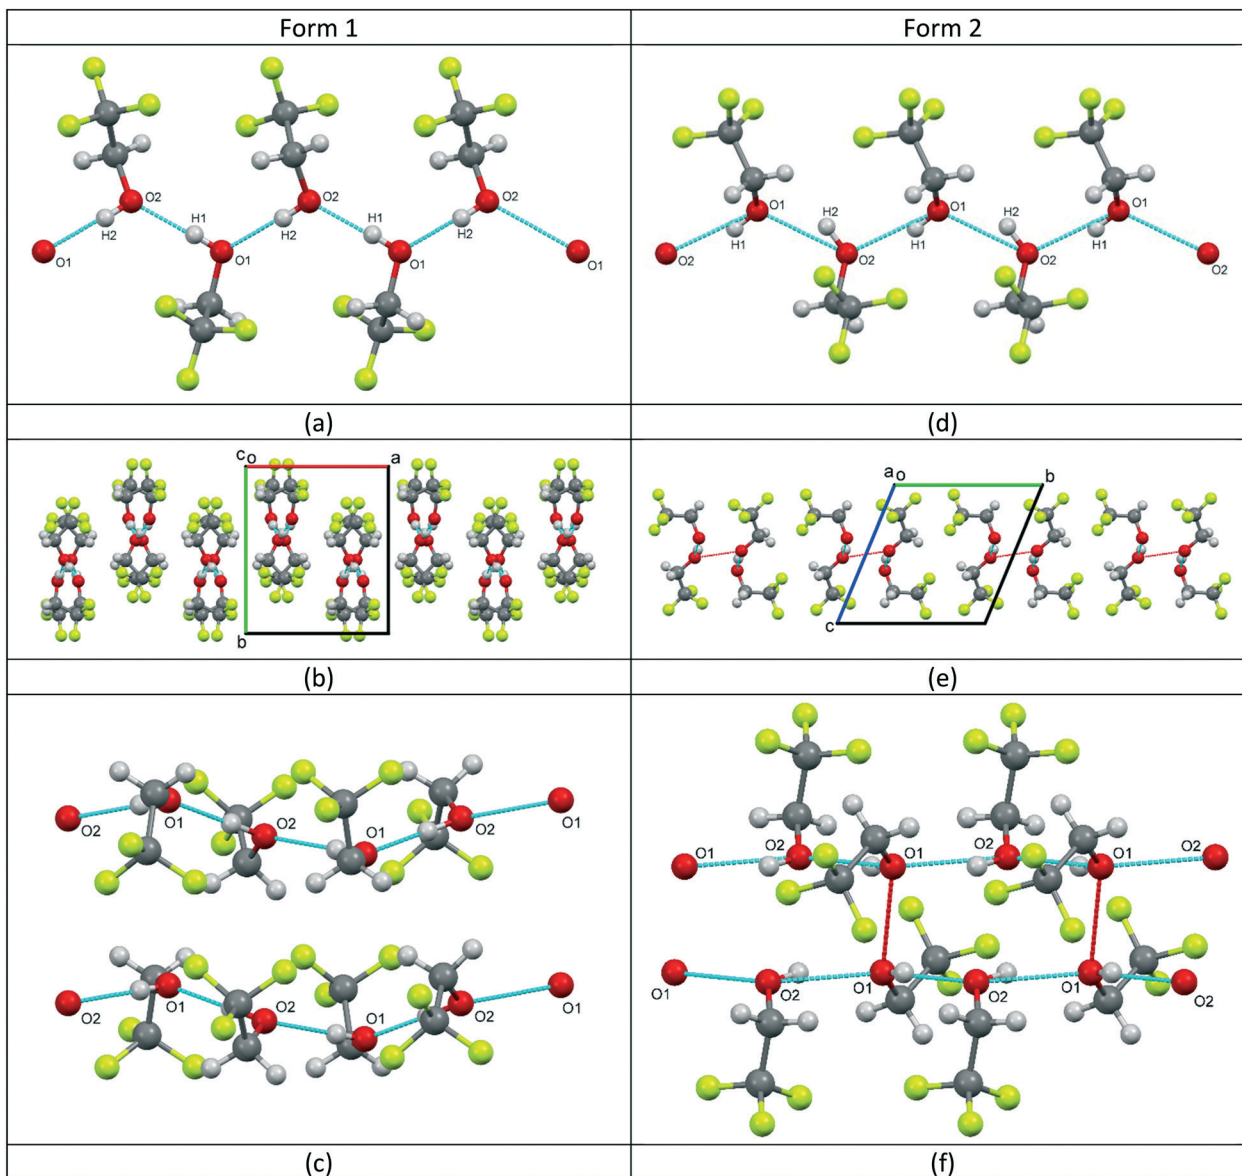 Form 1 Form 2
O2 O2 O2
H1 H1
H2 H2 H2
O1 O1 O1 O1
(a)
O1 O1 O1
H2 H2
H1 H1 H1
O2 O2 O2 O2
(d)
c o a
b
(b)
a o b
c
(e)
O2 O1 O2 O1 O2 O1
O2 O1 O2 O1 O2 O1
(c)
O1 O2 O1 O2 O1 O2
O1 O2 O1 O2 O1 O2
(f)